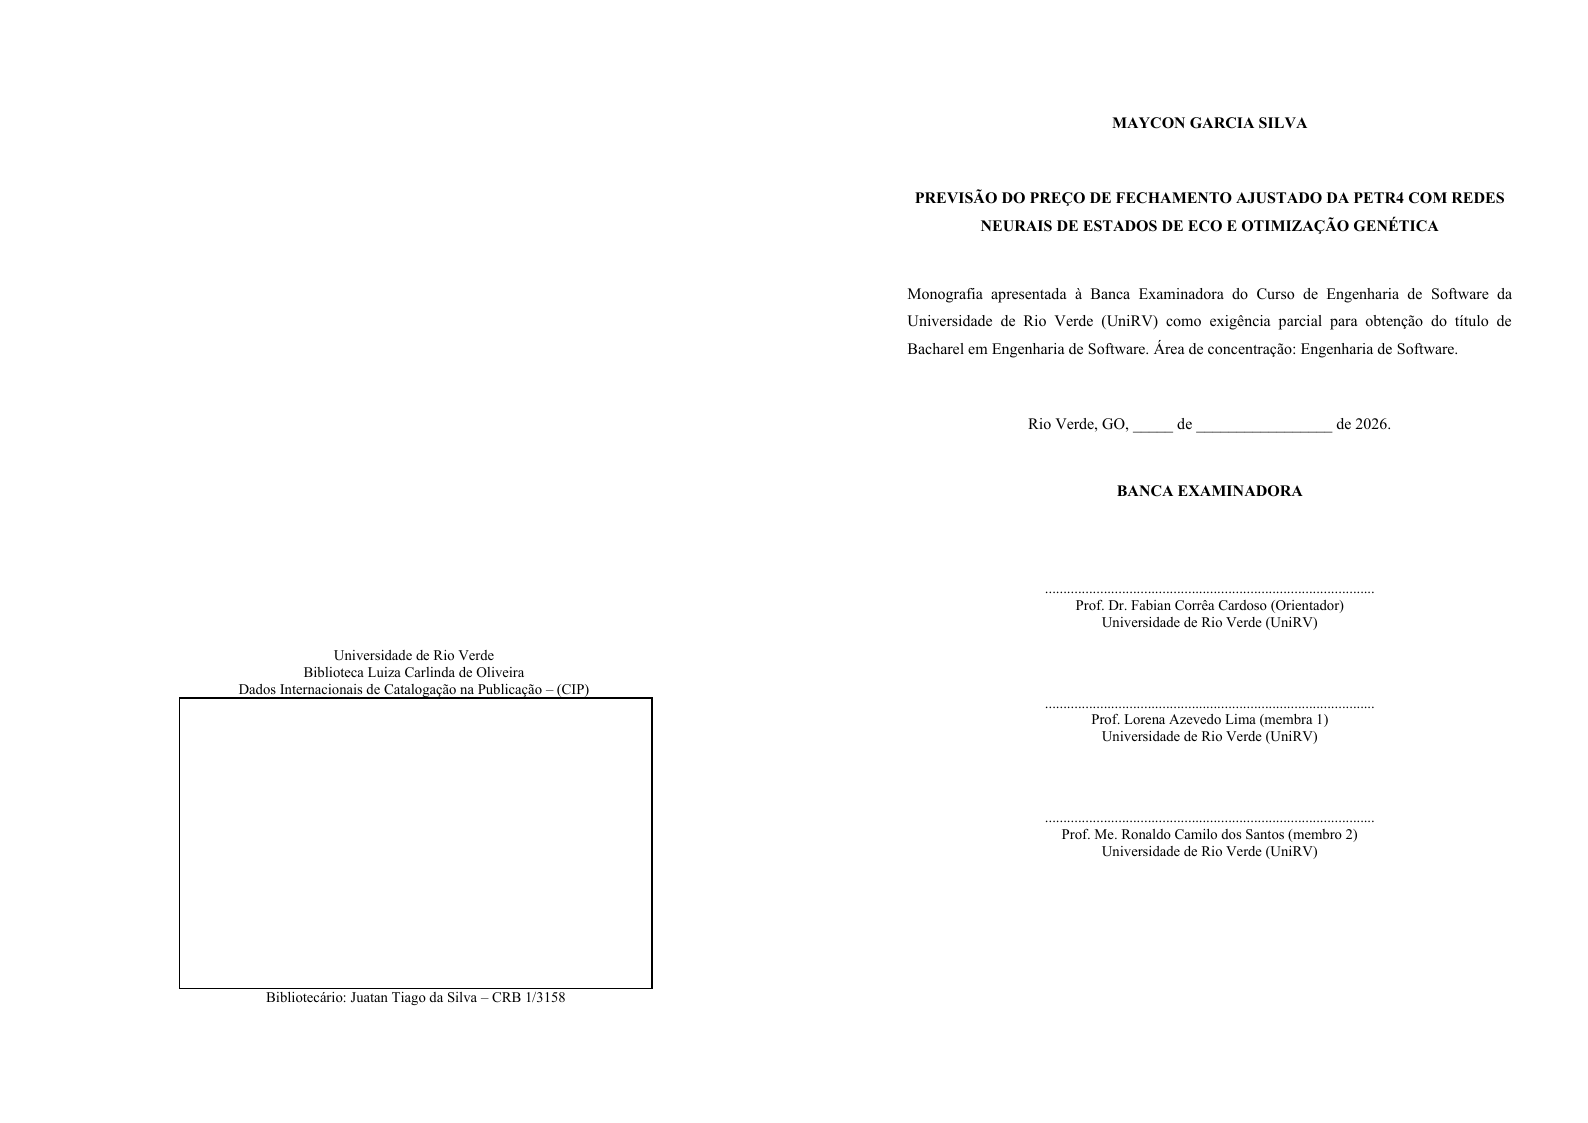 Universidade de Rio Verde
Biblioteca Luiza Carlinda de Oliveira
Dados Internacionais de Catalogação na Publicação – (CIP)
Bibliotecário: Juatan Tiago da Silva – CRB 1/3158
MAYCON GARCIA SILVA
PREVISÃO DO PREÇO DE FECHAMENTO AJUSTADO DA PETR4 COM REDES
NEURAIS DE ESTADOS DE ECO E OTIMIZAÇÃO GENÉTICA
Monografia apresentada à Banca Examinadora do Curso de Engenharia de Software da
Universidade de Rio Verde (UniRV) como exigência parcial para obtenção do título de
Bacharel em Engenharia de Software. Área de concentração: Engenharia de Software.
Rio Verde, GO, _____ de _________________ de 2026.
BANCA EXAMINADORA
..........................................................................................
Prof. Dr. Fabian Corrêa Cardoso (Orientador)
Universidade de Rio Verde (UniRV)
..........................................................................................
Prof. Lorena Azevedo Lima (membra 1)
Universidade de Rio Verde (UniRV)
..........................................................................................
Prof. Me. Ronaldo Camilo dos Santos (membro 2)
Universidade de Rio Verde (UniRV)